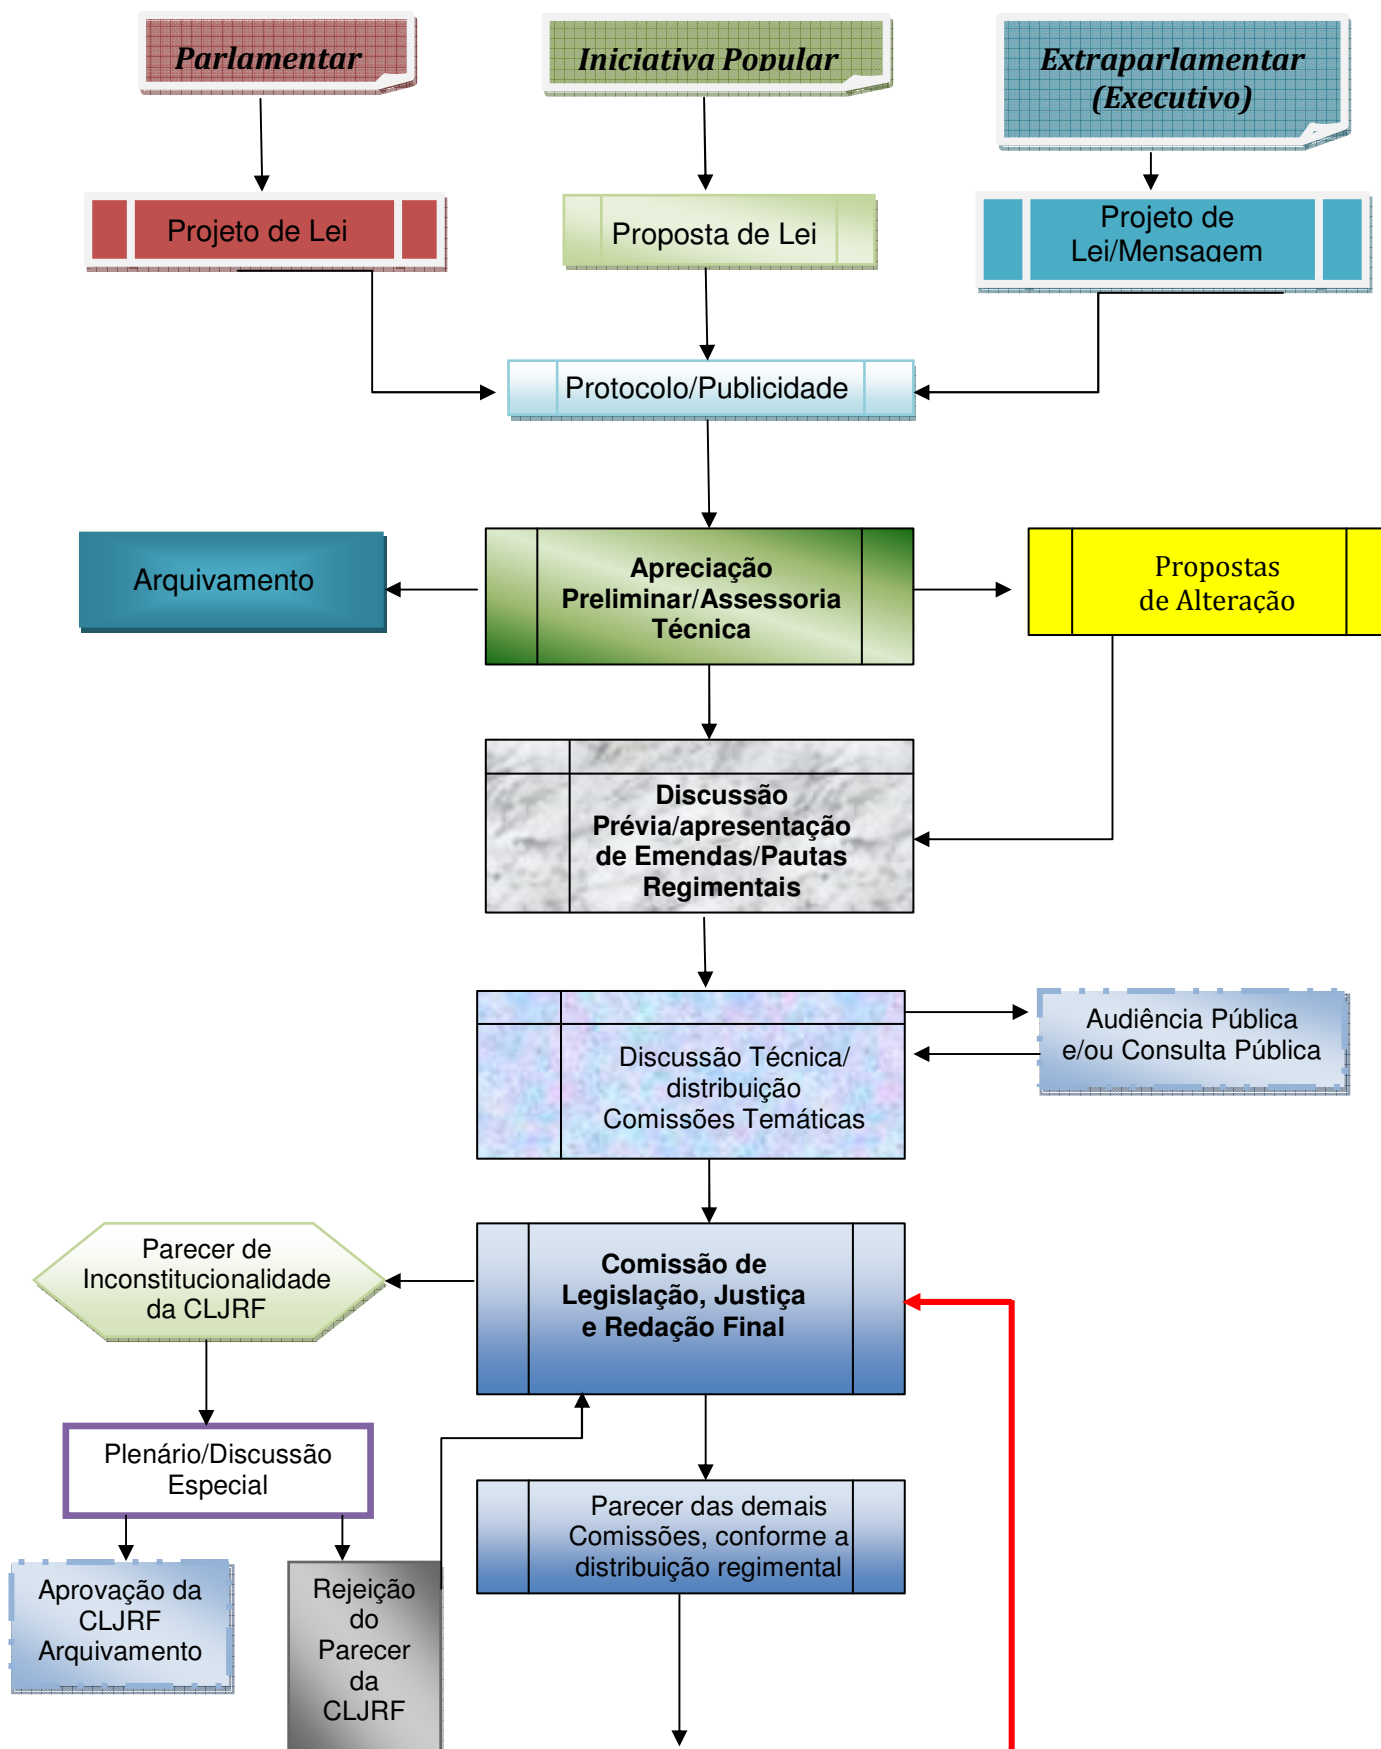 Parlamentar
Iniciativa Popular
Extraparlamentar
(Executivo)
Projeto de Lei
Proposta de Lei
Projeto de
Lei/Mensagem
Protocolo/Publicidade
Arquivamento
Apreciação
Preliminar/Assessoria
Técnica
Propostas
de Alteração
Discussão
Prévia/apresentação
de Emendas/Pautas
Regimentais
Discussão Técnica/
distribuição
Comissões Temáticas
Audiência Pública
e/ou Consulta Pública
Parecer de
Inconstitucionalidade
da CLJRF
Comissão de
Legislação, Justiça
e Redação Final
Plenário/Discussão
Especial
Parecer das demais
Comissões, conforme a
distribuição regimental
Aprovação da
CLJRF
Arquivamento
Rejeição
do
Parecer
da
CLJRF